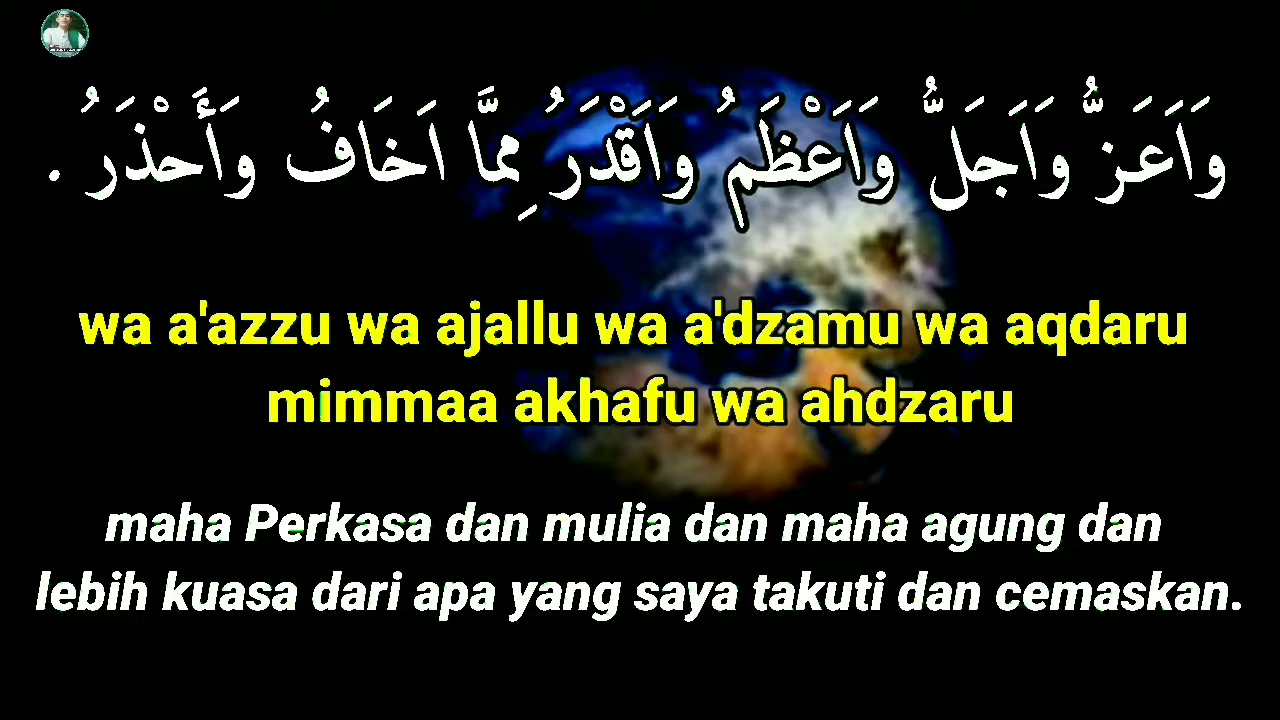 وَاَعَزُّ وَاَجَلُّ وَاَعْظَمُ وَاَقْدَرُ مِمَّا اَخَافُ وَأَحْذَرُ .
wa a'azzu wa ajallu wa a'dzamu wa aqdaru
mimmaa akhafu wa ahdzaru
maha Perkasa dan mulia dan maha agung dan
lebih kuasa dari apa yang saya takuti dan cemaskan.